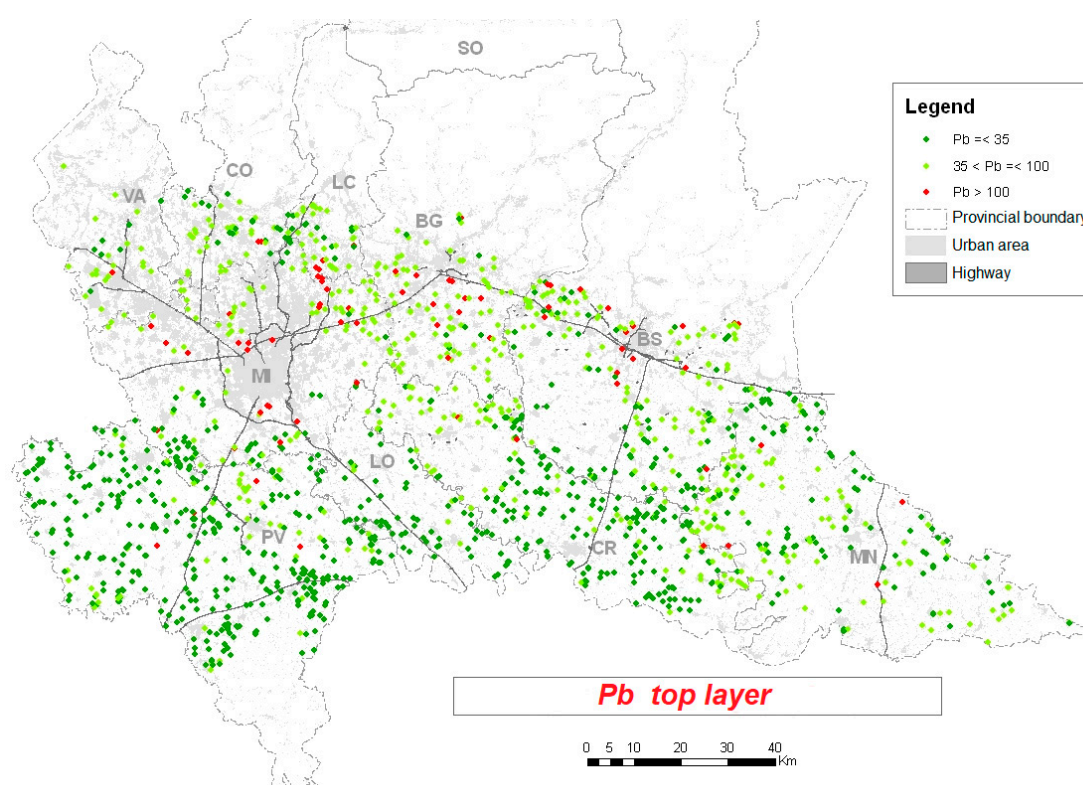 SO
CO
LC
VA
BG
MI
BS
LO
PV
CR
MN
Legend
Pb =< 35
35 < Pb =< 100
Pb > 100
Provincial boundary
Urban area
Highway
Pb top layer
0 5 10 20 30 40
Km